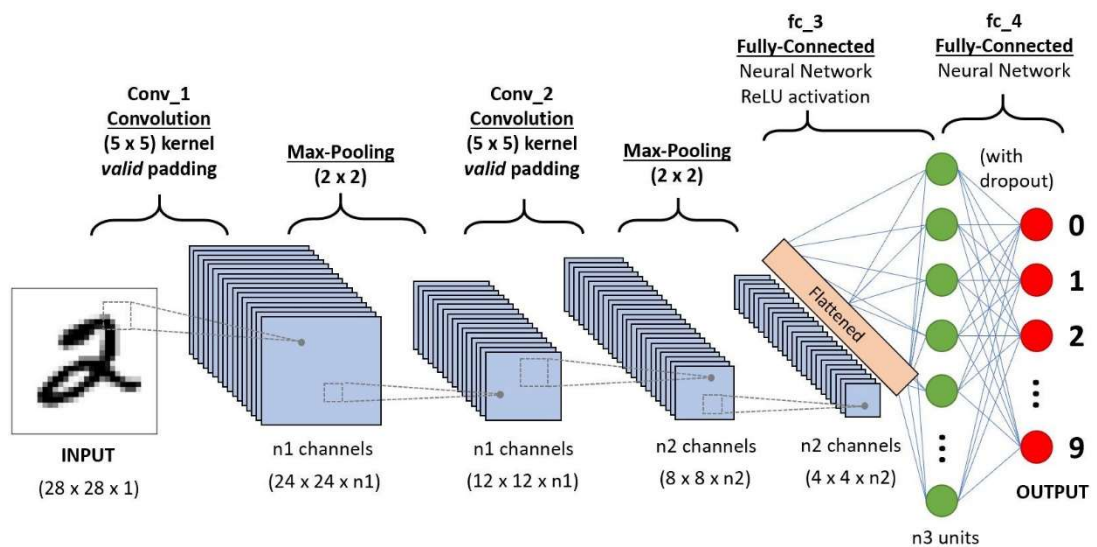 fc_3
Fully-Connected
Neural Network
ReLU activation
fc_4
Fully-Connected
Neural Network
Conv_1
Convolution
(5 x 5) kernel
valid padding
Max-Pooling
(2 x 2)
Conv_2
Convolution
(5 x 5) kernel
valid padding
Max-Pooling
(2 x 2)
(with
dropout)
Flattened
0
1
2
9
INPUT
(28 x 28 x 1)
n1 channels
(24 x 24 x n1)
n1 channels
(12 x 12 x n1)
n2 channels
(8 x 8 x n2)
n2 channels
(4 x 4 x n2)
OUTPUT
n3 units
2